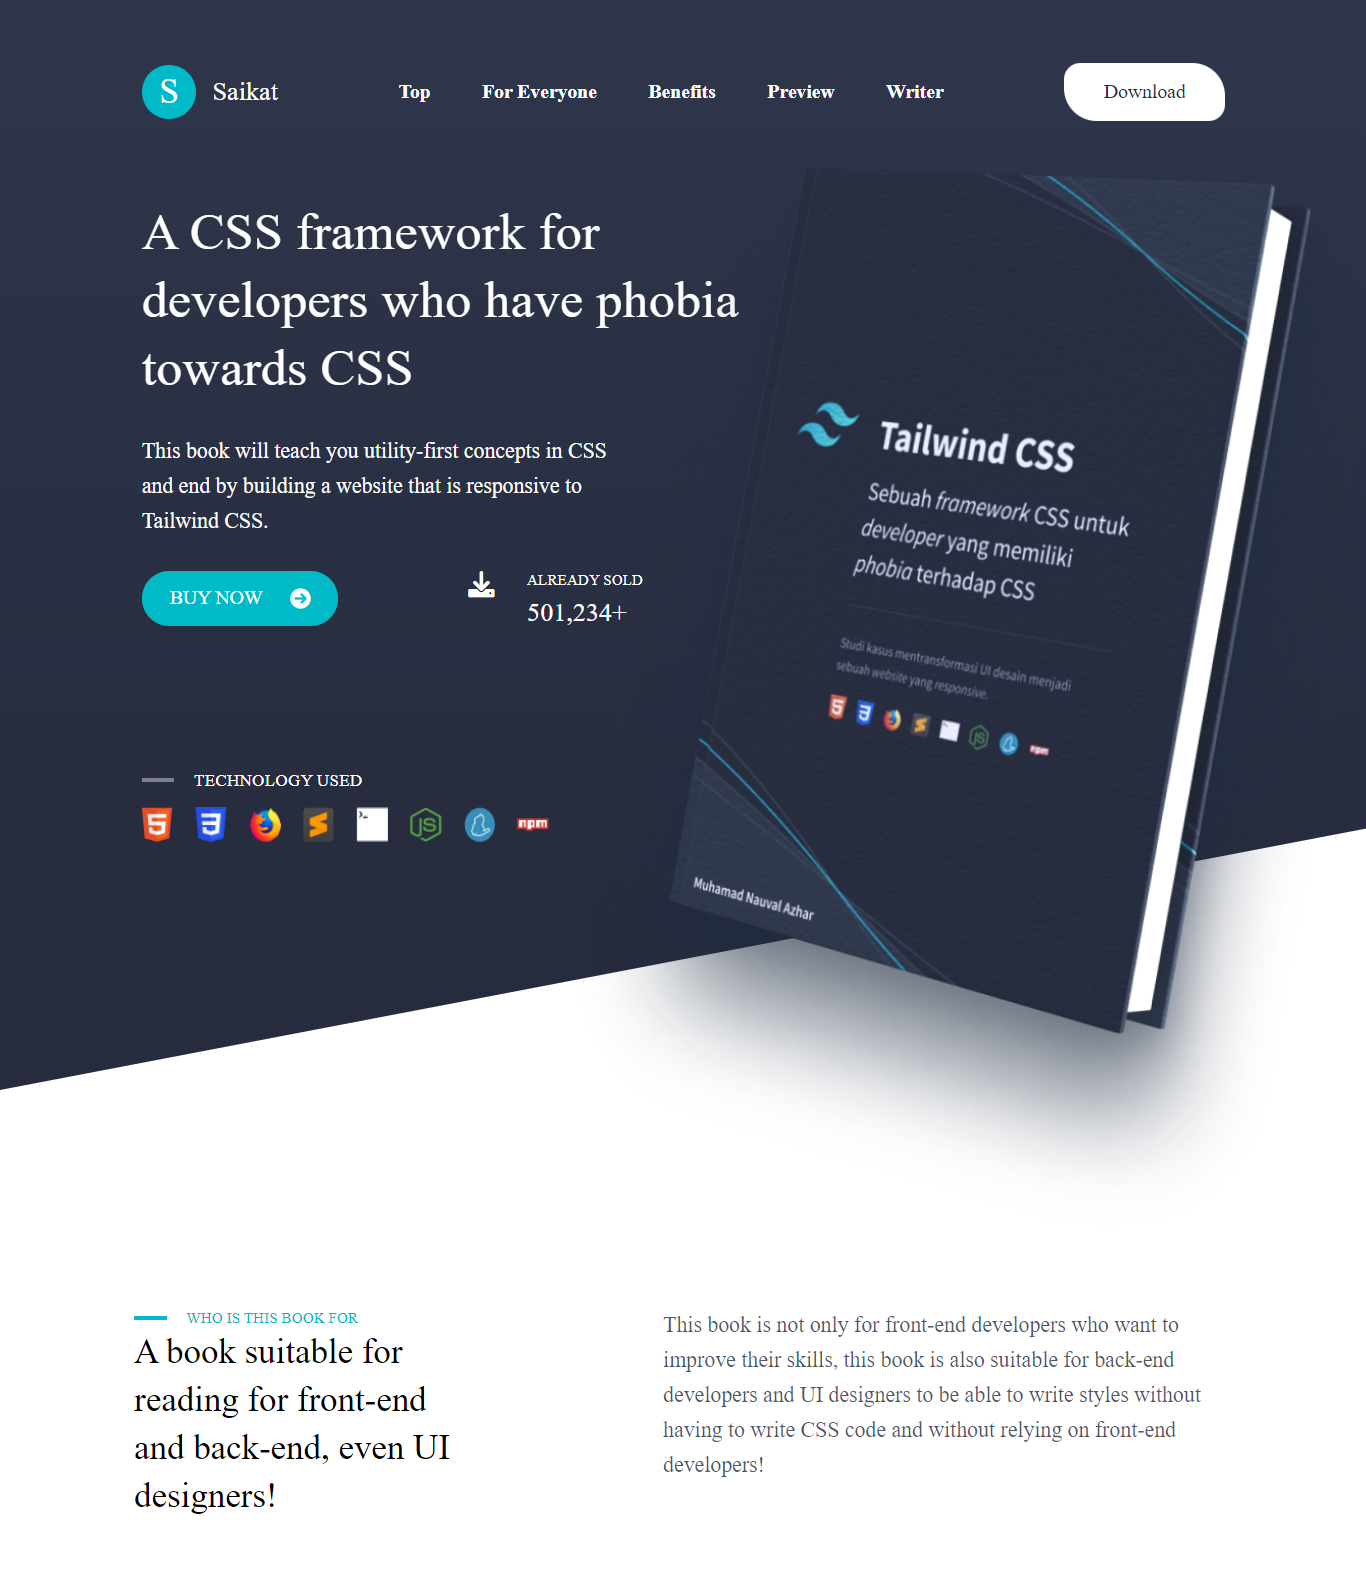 S Saikat
Top For Everyone Benefits Preview Writer
Download
A CSS framework for
developers who have phobia
towards CSS
This book will teach you utility-first concepts in CSS
and end by building a website that is responsive to
Tailwind CSS.
BUY NOW
ALREADY SOLD
501,234+
TECHNOLOGY USED
5 3 S JS npm
Tailwind CSS
Sebuah framework CSS untuk
developer yang memiliki
phobia terhadap CSS
Studi kasus mentransformasi UI desain menjadi
sebuah website yang responsive.
5 3 S JS npm
Muhamad Nauval Azhar
WHO IS THIS BOOK FOR
A book suitable for
reading for front-end
and back-end, even UI
designers!
This book is not only for front-end developers who want to
improve their skills, this book is also suitable for back-end
developers and UI designers to be able to write styles without
having to write CSS code and without relying on front-end
developers!